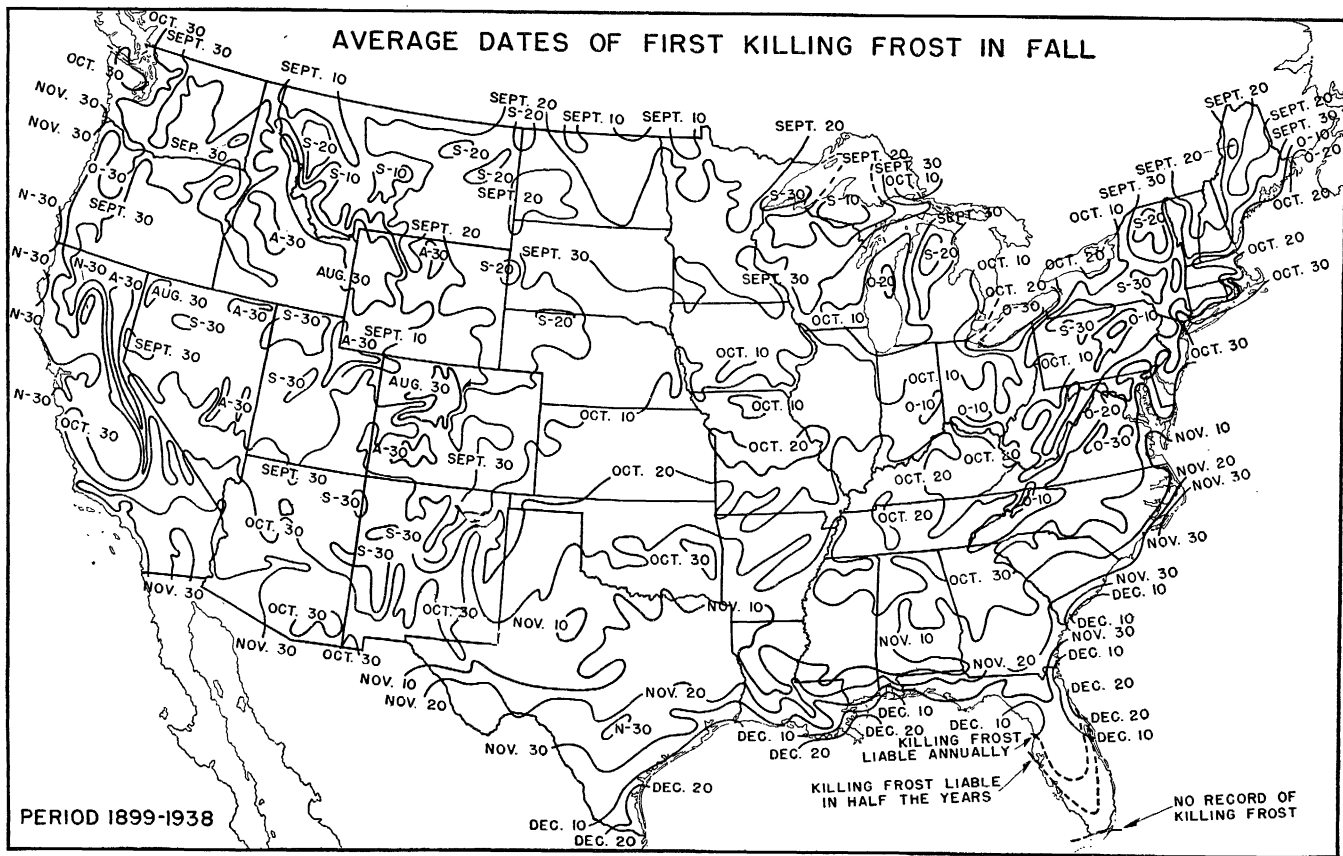 AVERAGE DATES OF FIRST KILLING FROST IN FALL
OCT. 30
SEPT. 30
OCT. 30
NOV. 30
NOV. 30
SEP. 30
O-30
N-30
SEPT. 30
N-30
N-30
A-30
N-30
N-30
OCT. 30
SEPT. 10
S-20
S-10
S-10
S-20
S-20
SEPT. 20
S-20
SEPT. 10
SEPT. 10
SEPT. 20
SEPT. 20
A-30
A-30
AUG. 30
S-20
SEPT. 10
A-30
AUG. 30
S-30
A-30
S-30
SEPT. 30
A-30
S-30
AUG. 30
A-30
SEPT. 30
SEPT. 30
S-30
OCT. 30
S-30
S-30
OCT. 30
OCT. 30
NOV. 30
NOV. 30
OCT. 30
SEPT. 30
S-20
OCT. 10
OCT. 20
OCT. 20
OCT. 30
NOV. 10
NOV. 10
NOV. 10
NOV. 20
NOV. 20
N-30
NOV. 30
DEC. 20
DEC. 10
DEC. 20
SEPT. 20
SEPT. 20
SEPT. 30
OCT. 10
S-30
S-10
SEPT. 30
S-20
SEPT. 30
O-20
OCT. 10
OCT. 10
OCT. 20
OCT. 20
O-30
OCT. 10
OCT. 10
OCT. 10
O-10
O-10
OCT. 20
OCT. 20
OCT. 20
O-10
OCT. 20
OCT. 30
NOV. 10
NOV. 20
SEPT. 20
SEPT. 20
SEPT. 30
O-10
O-20
OCT. 20
SEPT. 20
SEPT. 30
OCT. 10
S-20
S-30
OCT. 20
OCT. 30
S-30
O-10
OCT. 10
OCT. 30
O-20
O-30
NOV. 10
NOV. 20
NOV. 30
NOV. 30
NOV. 30
DEC. 10
DEC. 10
NOV. 30
DEC. 10
DEC. 20
DEC. 20
DEC. 10
DEC. 10
DEC. 20
DEC. 10
DEC. 20
DEC. 10
KILLING FROST
LIABLE ANNUALLY
KILLING FROST LIABLE
IN HALF THE YEARS
NO RECORD OF
KILLING FROST
PERIOD 1899-1938